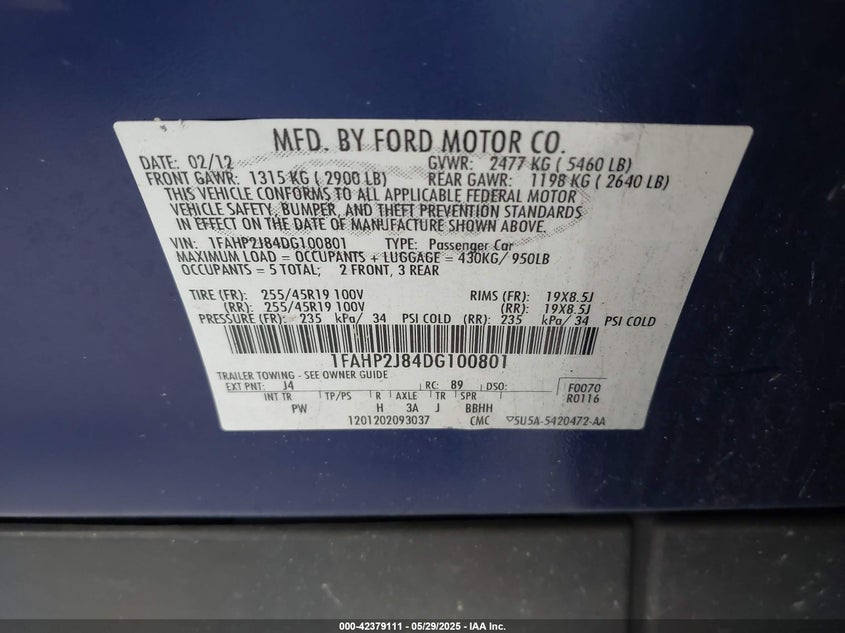 MFD. BY FORD MOTOR CO.
DATE: 02/12 GVWR: 2477 KG ( 5460 LB)
FRONT GAWR: 1315 KG ( 2900 LB) REAR GAWR: 1198 KG ( 2640 LB)
THIS VEHICLE CONFORMS TO ALL APPLICABLE FEDERAL MOTOR
VEHICLE SAFETY, BUMPER, AND THEFT PREVENTION STANDARDS
IN EFFECT ON THE DATE OF MANUFACTURE SHOWN ABOVE.
VIN: 1FAHP2J84DG100801 TYPE: Passenger Car
MAXIMUM LOAD = OCCUPANTS + LUGGAGE = 430KG/ 950LB
OCCUPANTS = 5 TOTAL; 2 FRONT, 3 REAR
TIRE (FR): 255/45R19 100V RIMS (FR): 19X8.5J
(RR): 255/45R19 100V (RR): 19X8.5J
PRESSURE (FR): 235 kPa/ 34 PSI COLD (RR): 235 kPa/ 34 PSI COLD
1FAHP2J84DG100801
TRAILER TOWING - SEE OWNER GUIDE
EXT PNT: J4 RC: 89 DSO: F0070
INT TR TP/PS R AXLE TR SPR R0116
PW H 3A J BBHH
1201202093037 CMC 5U5A-5420472-AA
000-42379111 - 05/29/2025 - IAA Inc.